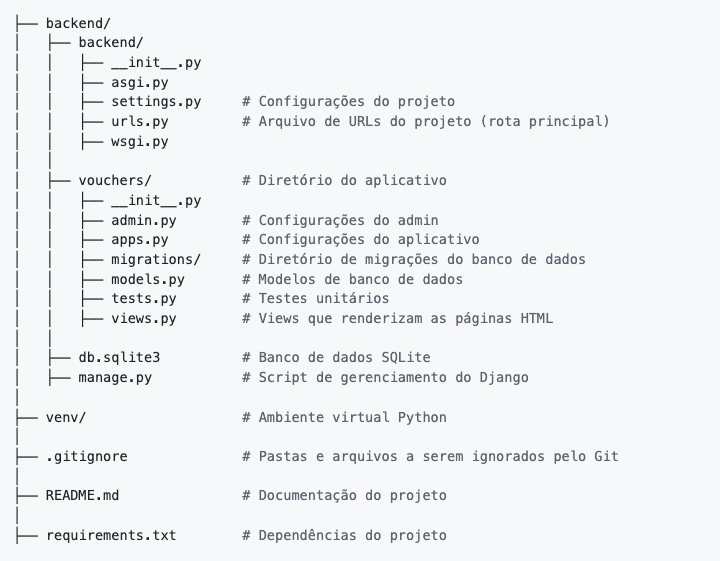 ├── backend/
│   ├── backend/
│   │   ├── __init__.py
│   │   ├── asgi.py
│   │   ├── settings.py     # Configurações do projeto
│   │   ├── urls.py         # Arquivo de URLs do projeto (rota principal)
│   │   ├── wsgi.py
│   │
│   ├── vouchers/           # Diretório do aplicativo
│   │   ├── __init__.py
│   │   ├── admin.py        # Configurações do admin
│   │   ├── apps.py         # Configurações do aplicativo
│   │   ├── migrations/     # Diretório de migrações do banco de dados
│   │   ├── models.py       # Modelos de banco de dados
│   │   ├── tests.py        # Testes unitários
│   │   ├── views.py        # Views que renderizam as páginas HTML
│   │
│   ├── db.sqlite3          # Banco de dados SQLite
│   ├── manage.py           # Script de gerenciamento do Django
│
├── venv/                   # Ambiente virtual Python
│
├── .gitignore              # Pastas e arquivos a serem ignorados pelo Git
│
├── README.md               # Documentação do projeto
│
├── requirements.txt        # Dependências do projeto